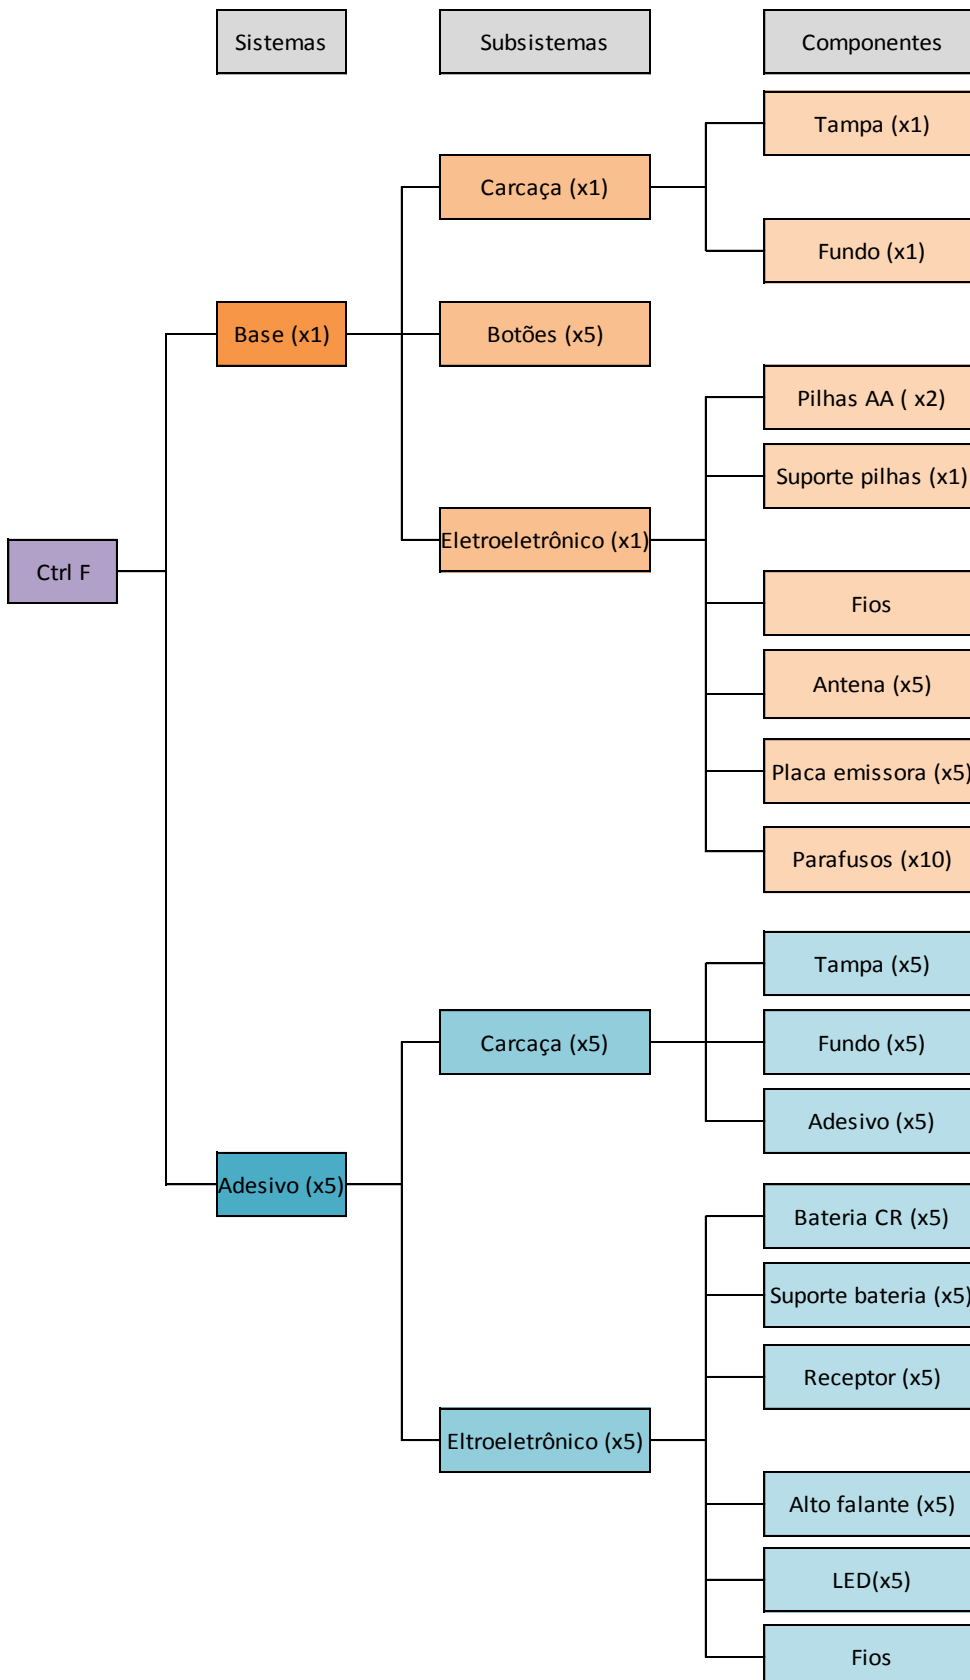 Sistemas
Subsistemas
Componentes
Tampa (x1)
Carcaça (x1)
Fundo (x1)
Base (x1)
Botões (x5)
Pilhas AA ( x2)
Suporte pilhas (x1)
Eletroeletrônico (x1)
Ctrl F
Fios
Antena (x5)
Placa emissora (x5)
Parafusos (x10)
Tampa (x5)
Carcaça (x5)
Fundo (x5)
Adesivo (x5)
Adesivo (x5)
Bateria CR (x5)
Suporte bateria (x5)
Receptor (x5)
Eltroeletrônico (x5)
Alto falante (x5)
LED(x5)
Fios